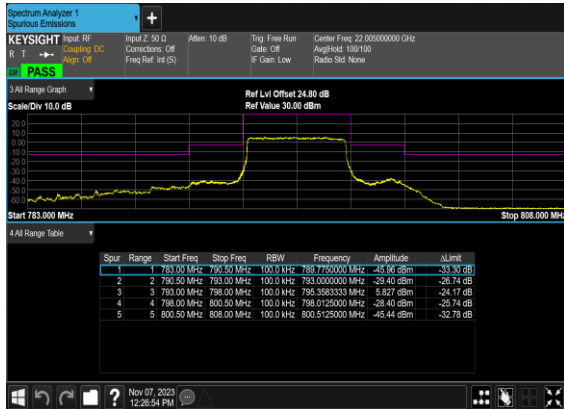 Spectrum Analyzer 1
Spurious Emissions
KEYSIGHT Input: RF
R T Coupling: DC
Align: Off
Input Z: 50 Ω
Corrections: Off
Freq Ref: Int (S)
Atten: 10 dB
Trig: Free Run
Gate: Off
IF Gain: Low
Center Freq: 22.005000000 GHz
Avg|Hold: 100/100
Radio Std: None
PASS
3 All Range Graph
Scale/Div 10.0 dB
Ref Lvl Offset 24.80 dB
Ref Value 30.00 dBm
20.0
10.0
0.00
-10.0
-20.0
-30.0
-40.0
-50.0
-60.0
Start 783.000 MHz
Stop 808.000 MHz
4 All Range Table
Spur Range Start Freq Stop Freq RBW Frequency Amplitude ΔLimit
1 1 783.00 MHz 790.50 MHz 100.0 kHz 789.7750000 MHz -45.96 dBm -33.30 dB
2 2 790.50 MHz 793.00 MHz 100.0 kHz 793.0000000 MHz -29.40 dBm -26.74 dB
3 3 793.00 MHz 798.00 MHz 100.0 kHz 795.3583333 MHz 5.827 dBm -24.17 dB
4 4 798.00 MHz 800.50 MHz 100.0 kHz 798.0125000 MHz -28.40 dBm -25.74 dB
5 5 800.50 MHz 808.00 MHz 100.0 kHz 800.5125000 MHz -45.44 dBm -32.78 dB
?
Nov 07, 2023
12:26:54 PM